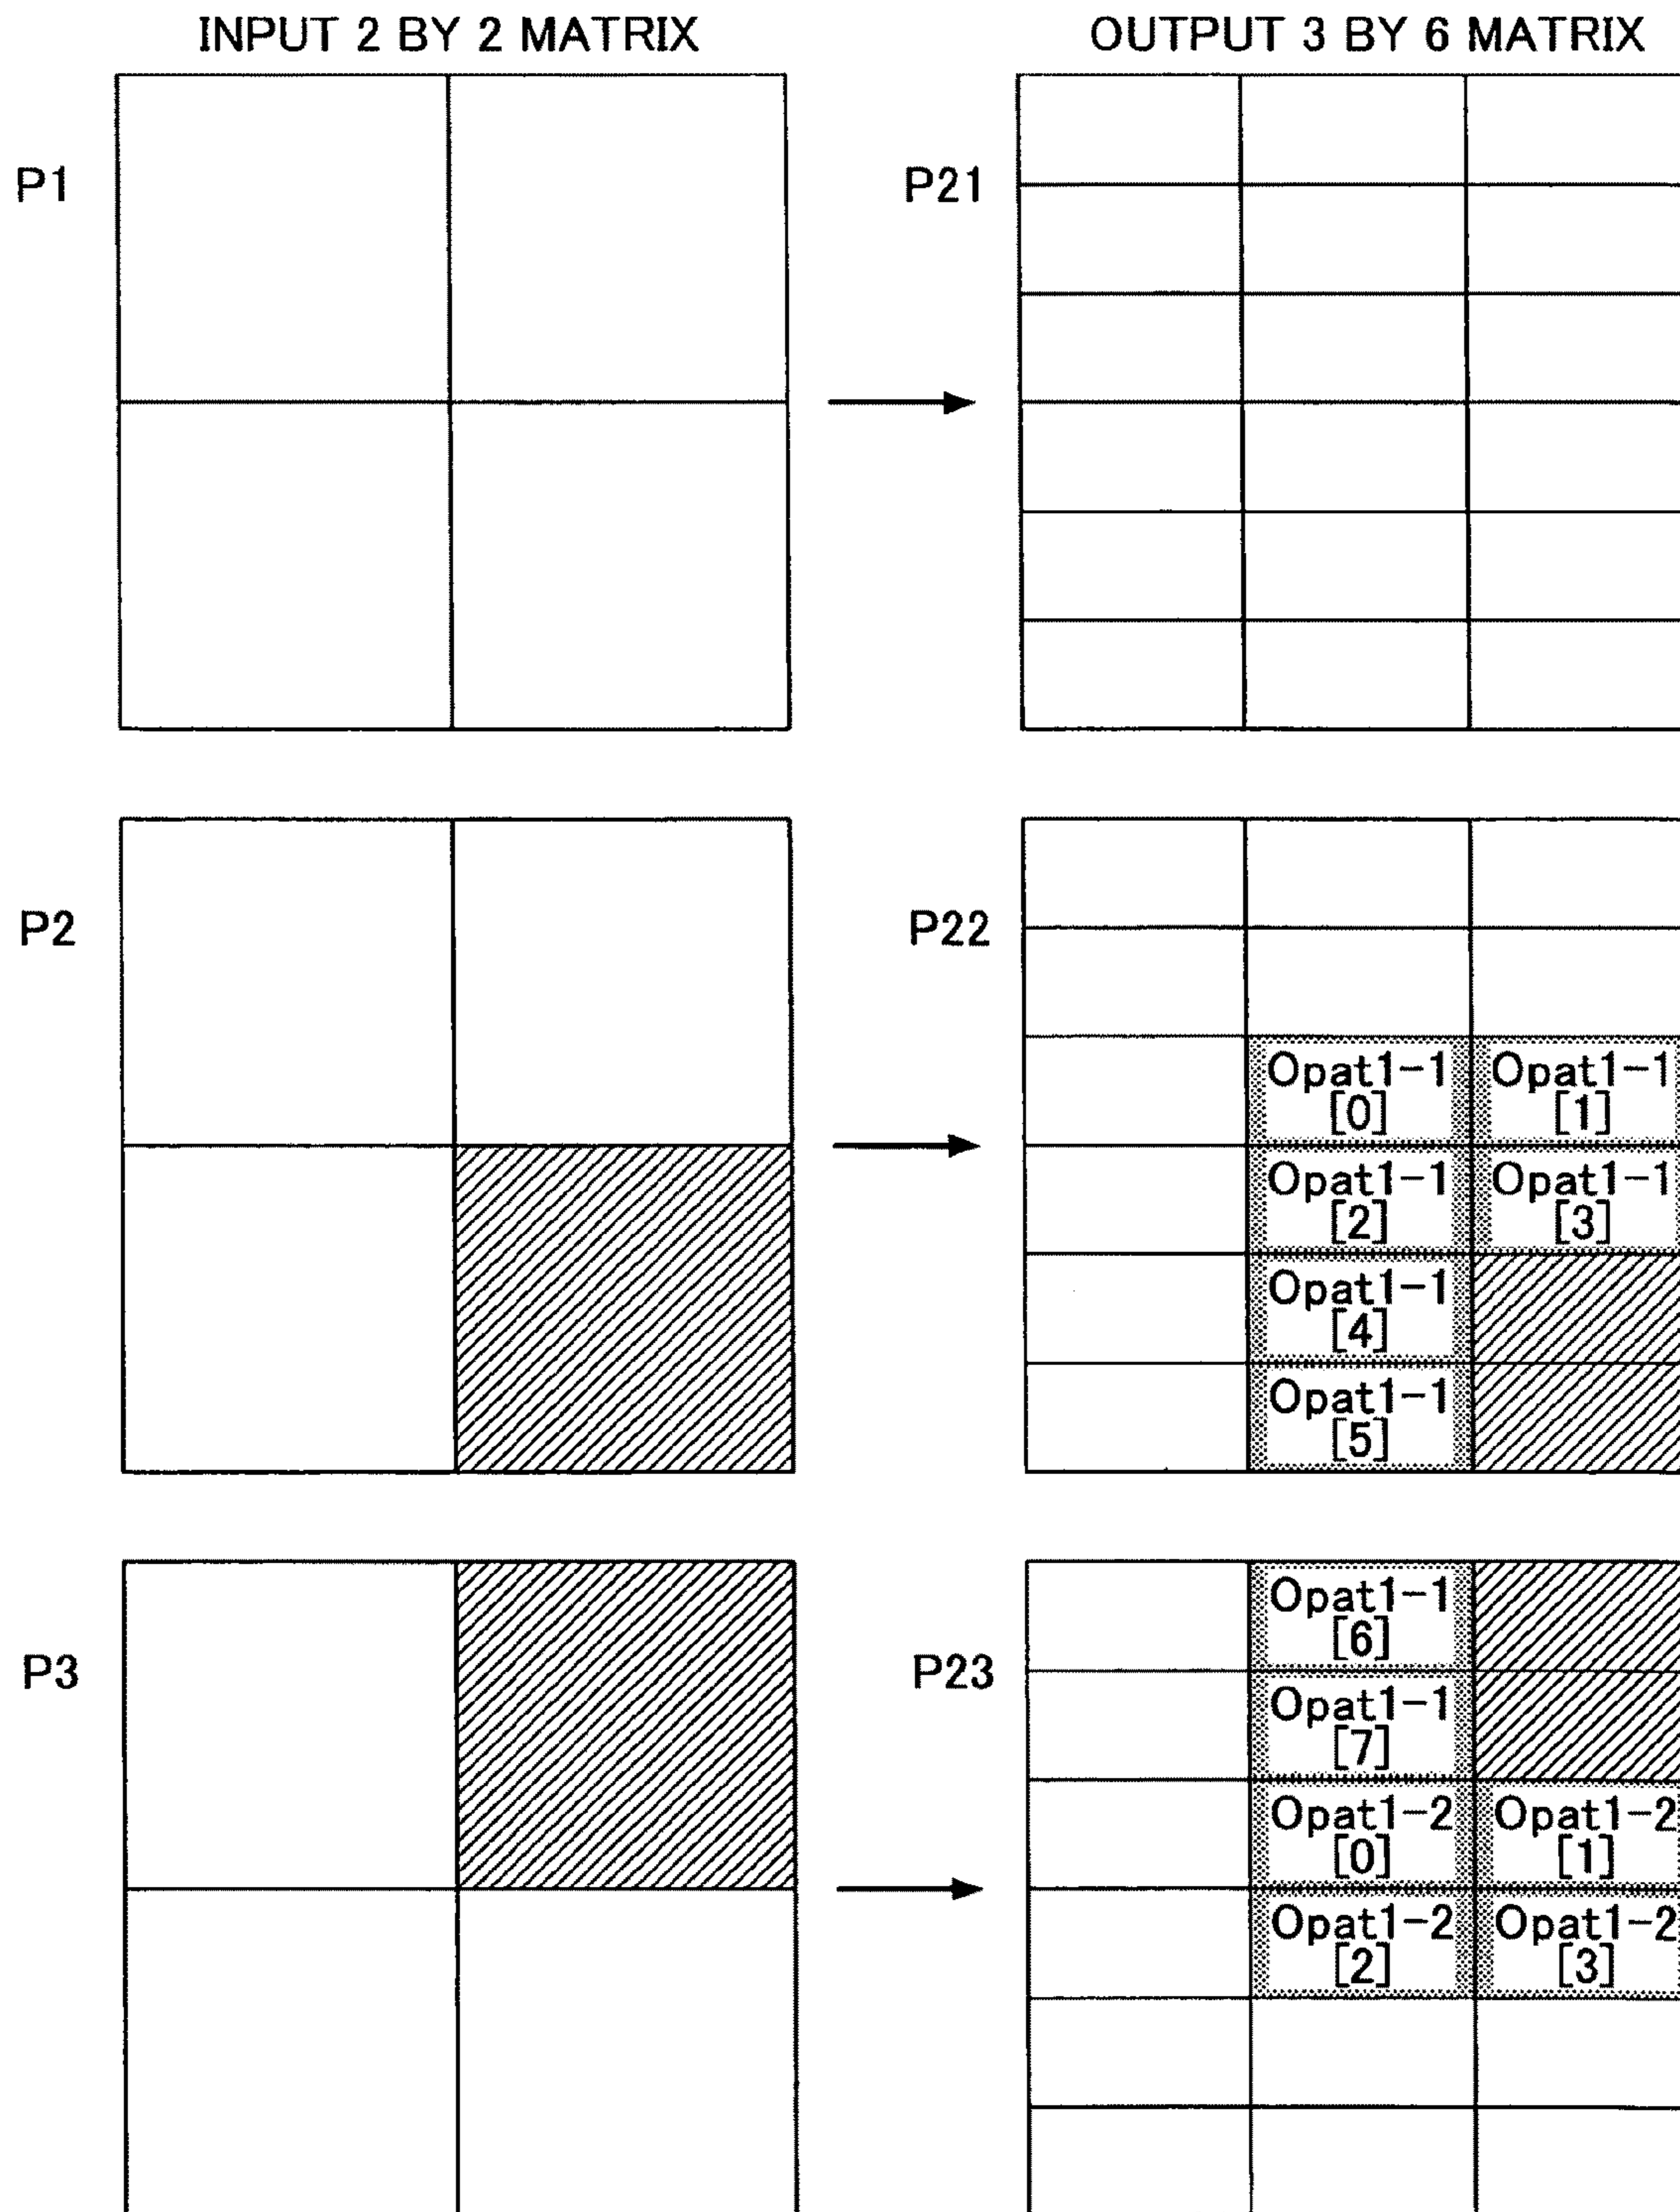 INPUT 2 BY 2 MATRIX
OUTPUT 3 BY 6 MATRIX
P1
P21
P2
P22
Opat1-1 Opat1-1
[0] [1]
Opat1-1 Opat1-1
[2] [3]
Opat1-1
[4]
Opat1-1
[5]
P3
P23
Opat1-1
[6]
Opat1-1
[7]
Opat1-2 Opat1-2
[0] [1]
Opat1-2 Opat1-2
[2] [3]